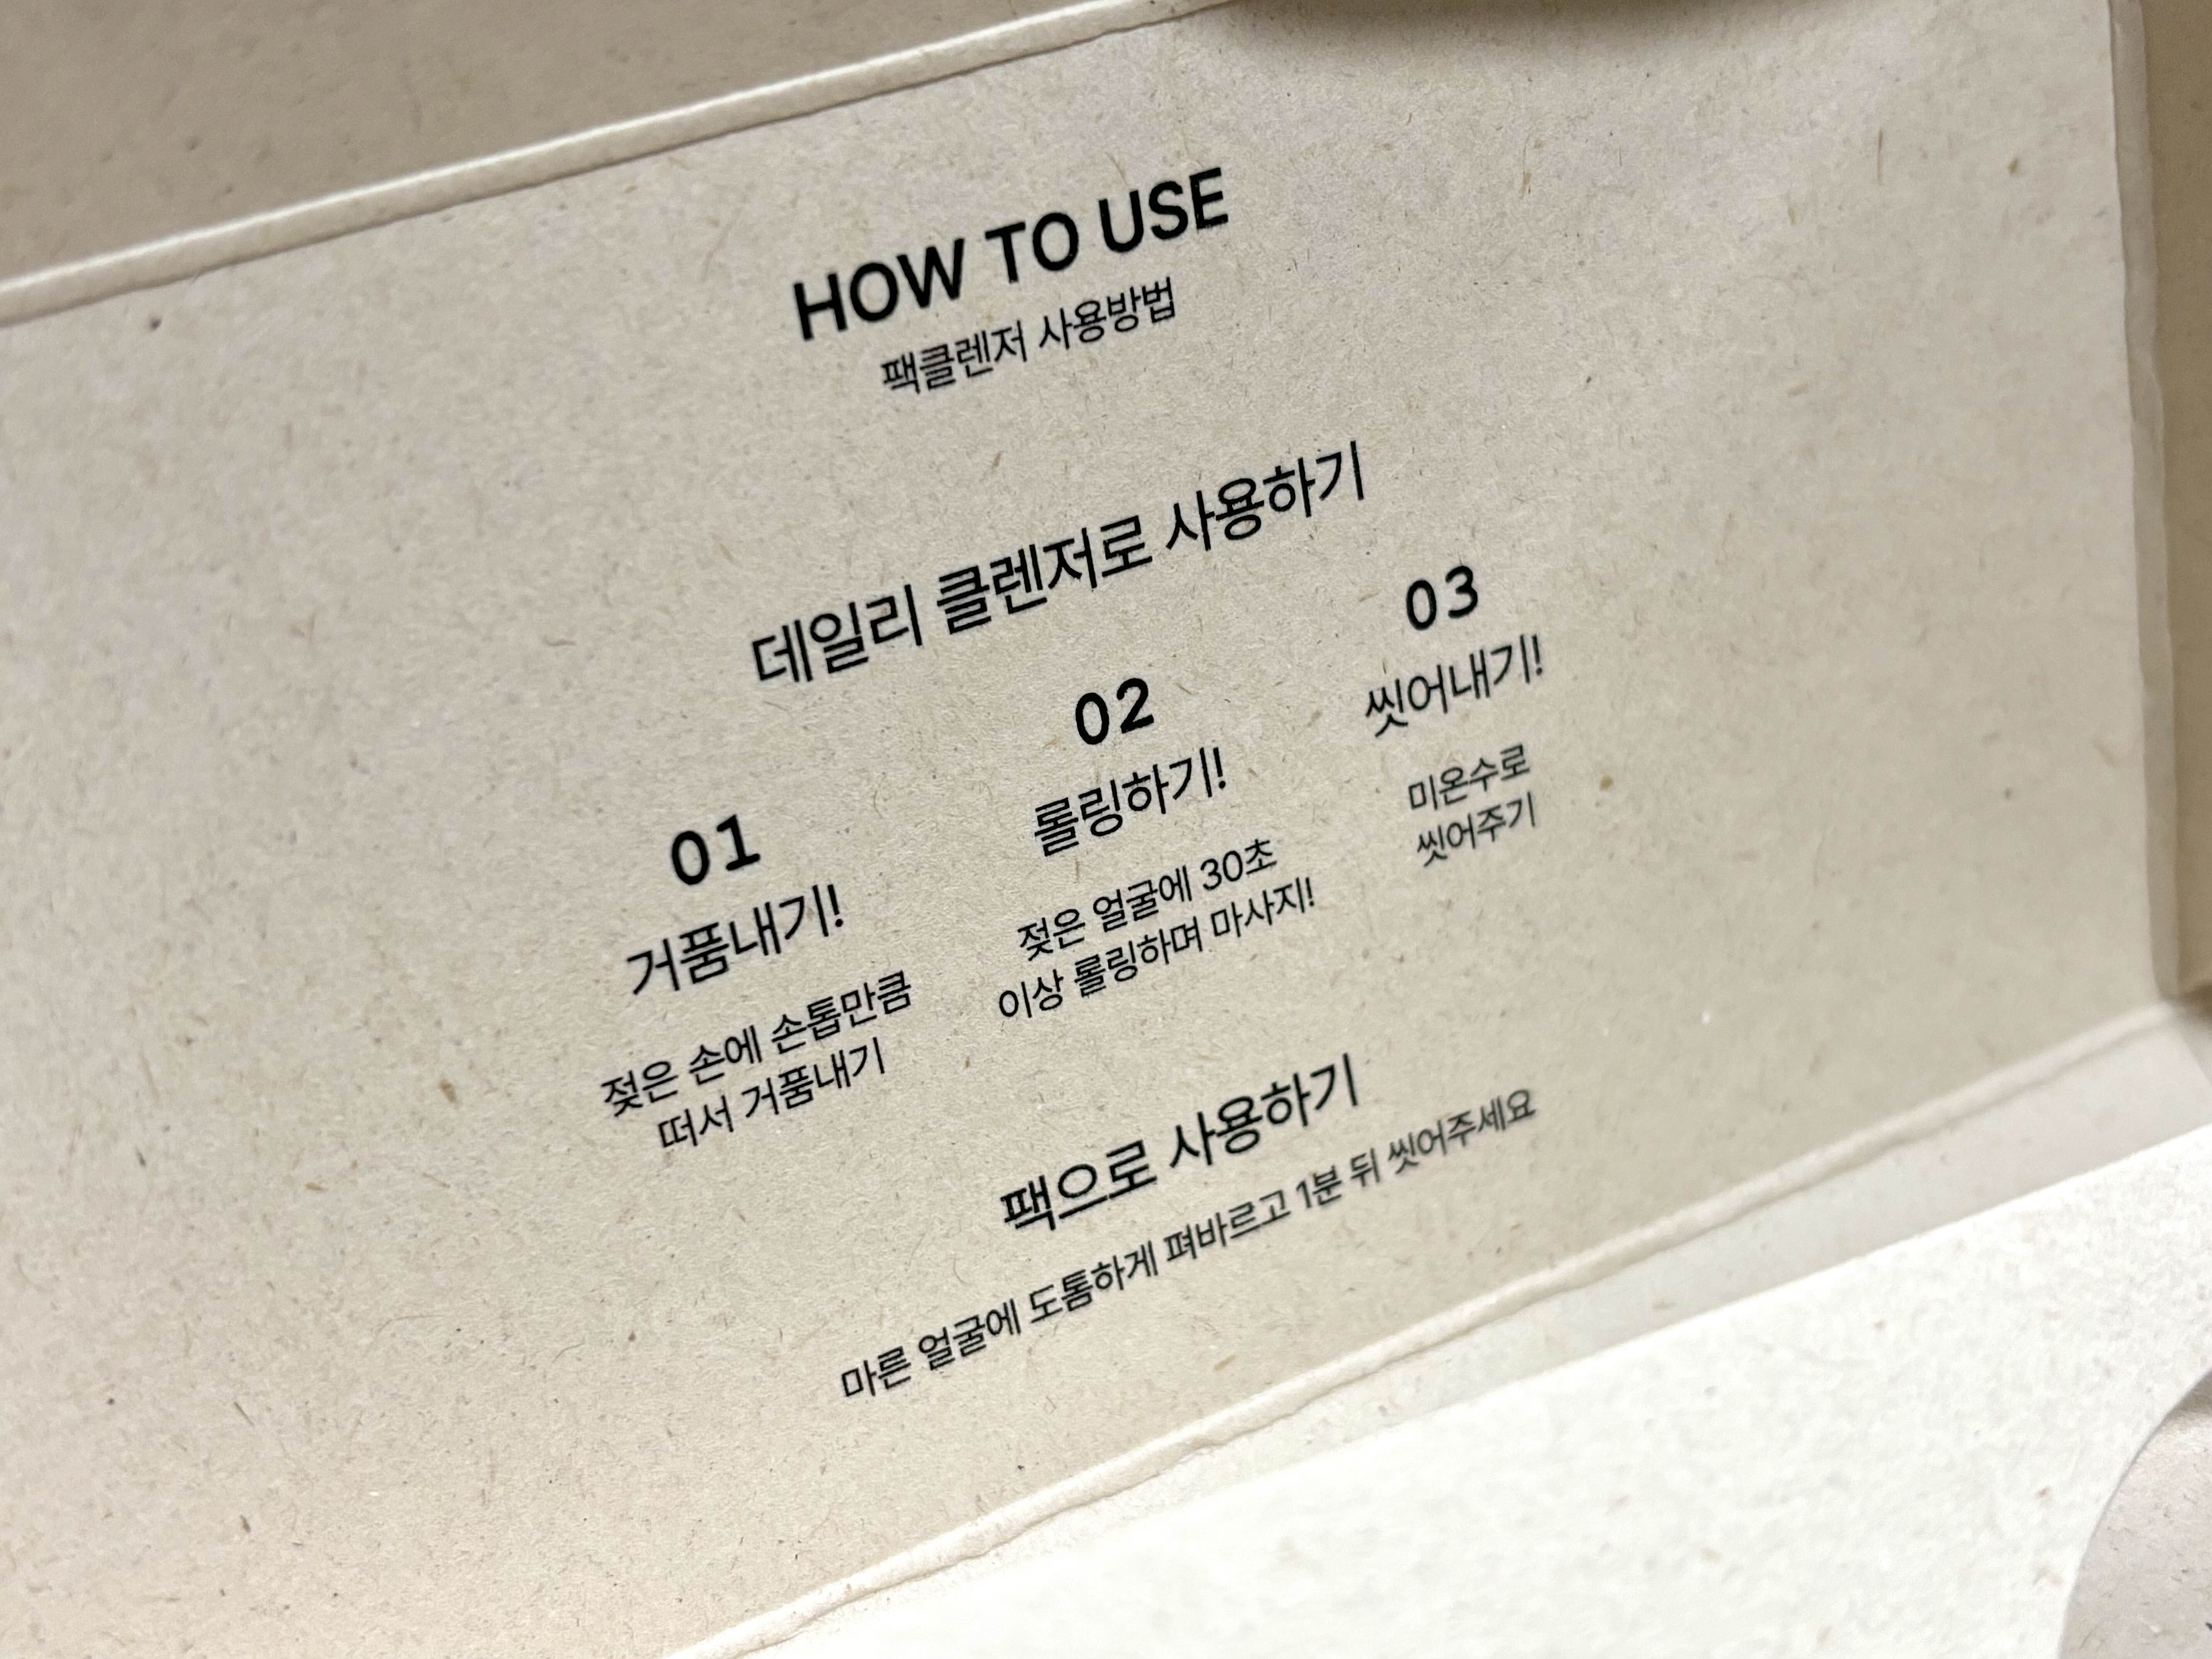 HOW TO USE
팩클렌저 사용방법
데일리 클렌저로 사용하기
01
거품내기!
젖은 손에 손톱만큼
떠서 거품내기
02
롤링하기!
젖은 얼굴에 30초
이상 롤링하며 마사지!
03
씻어내기!
미온수로
씻어주기
팩으로 사용하기
마른 얼굴에 도톰하게 펴바르고 1분 뒤 씻어주세요